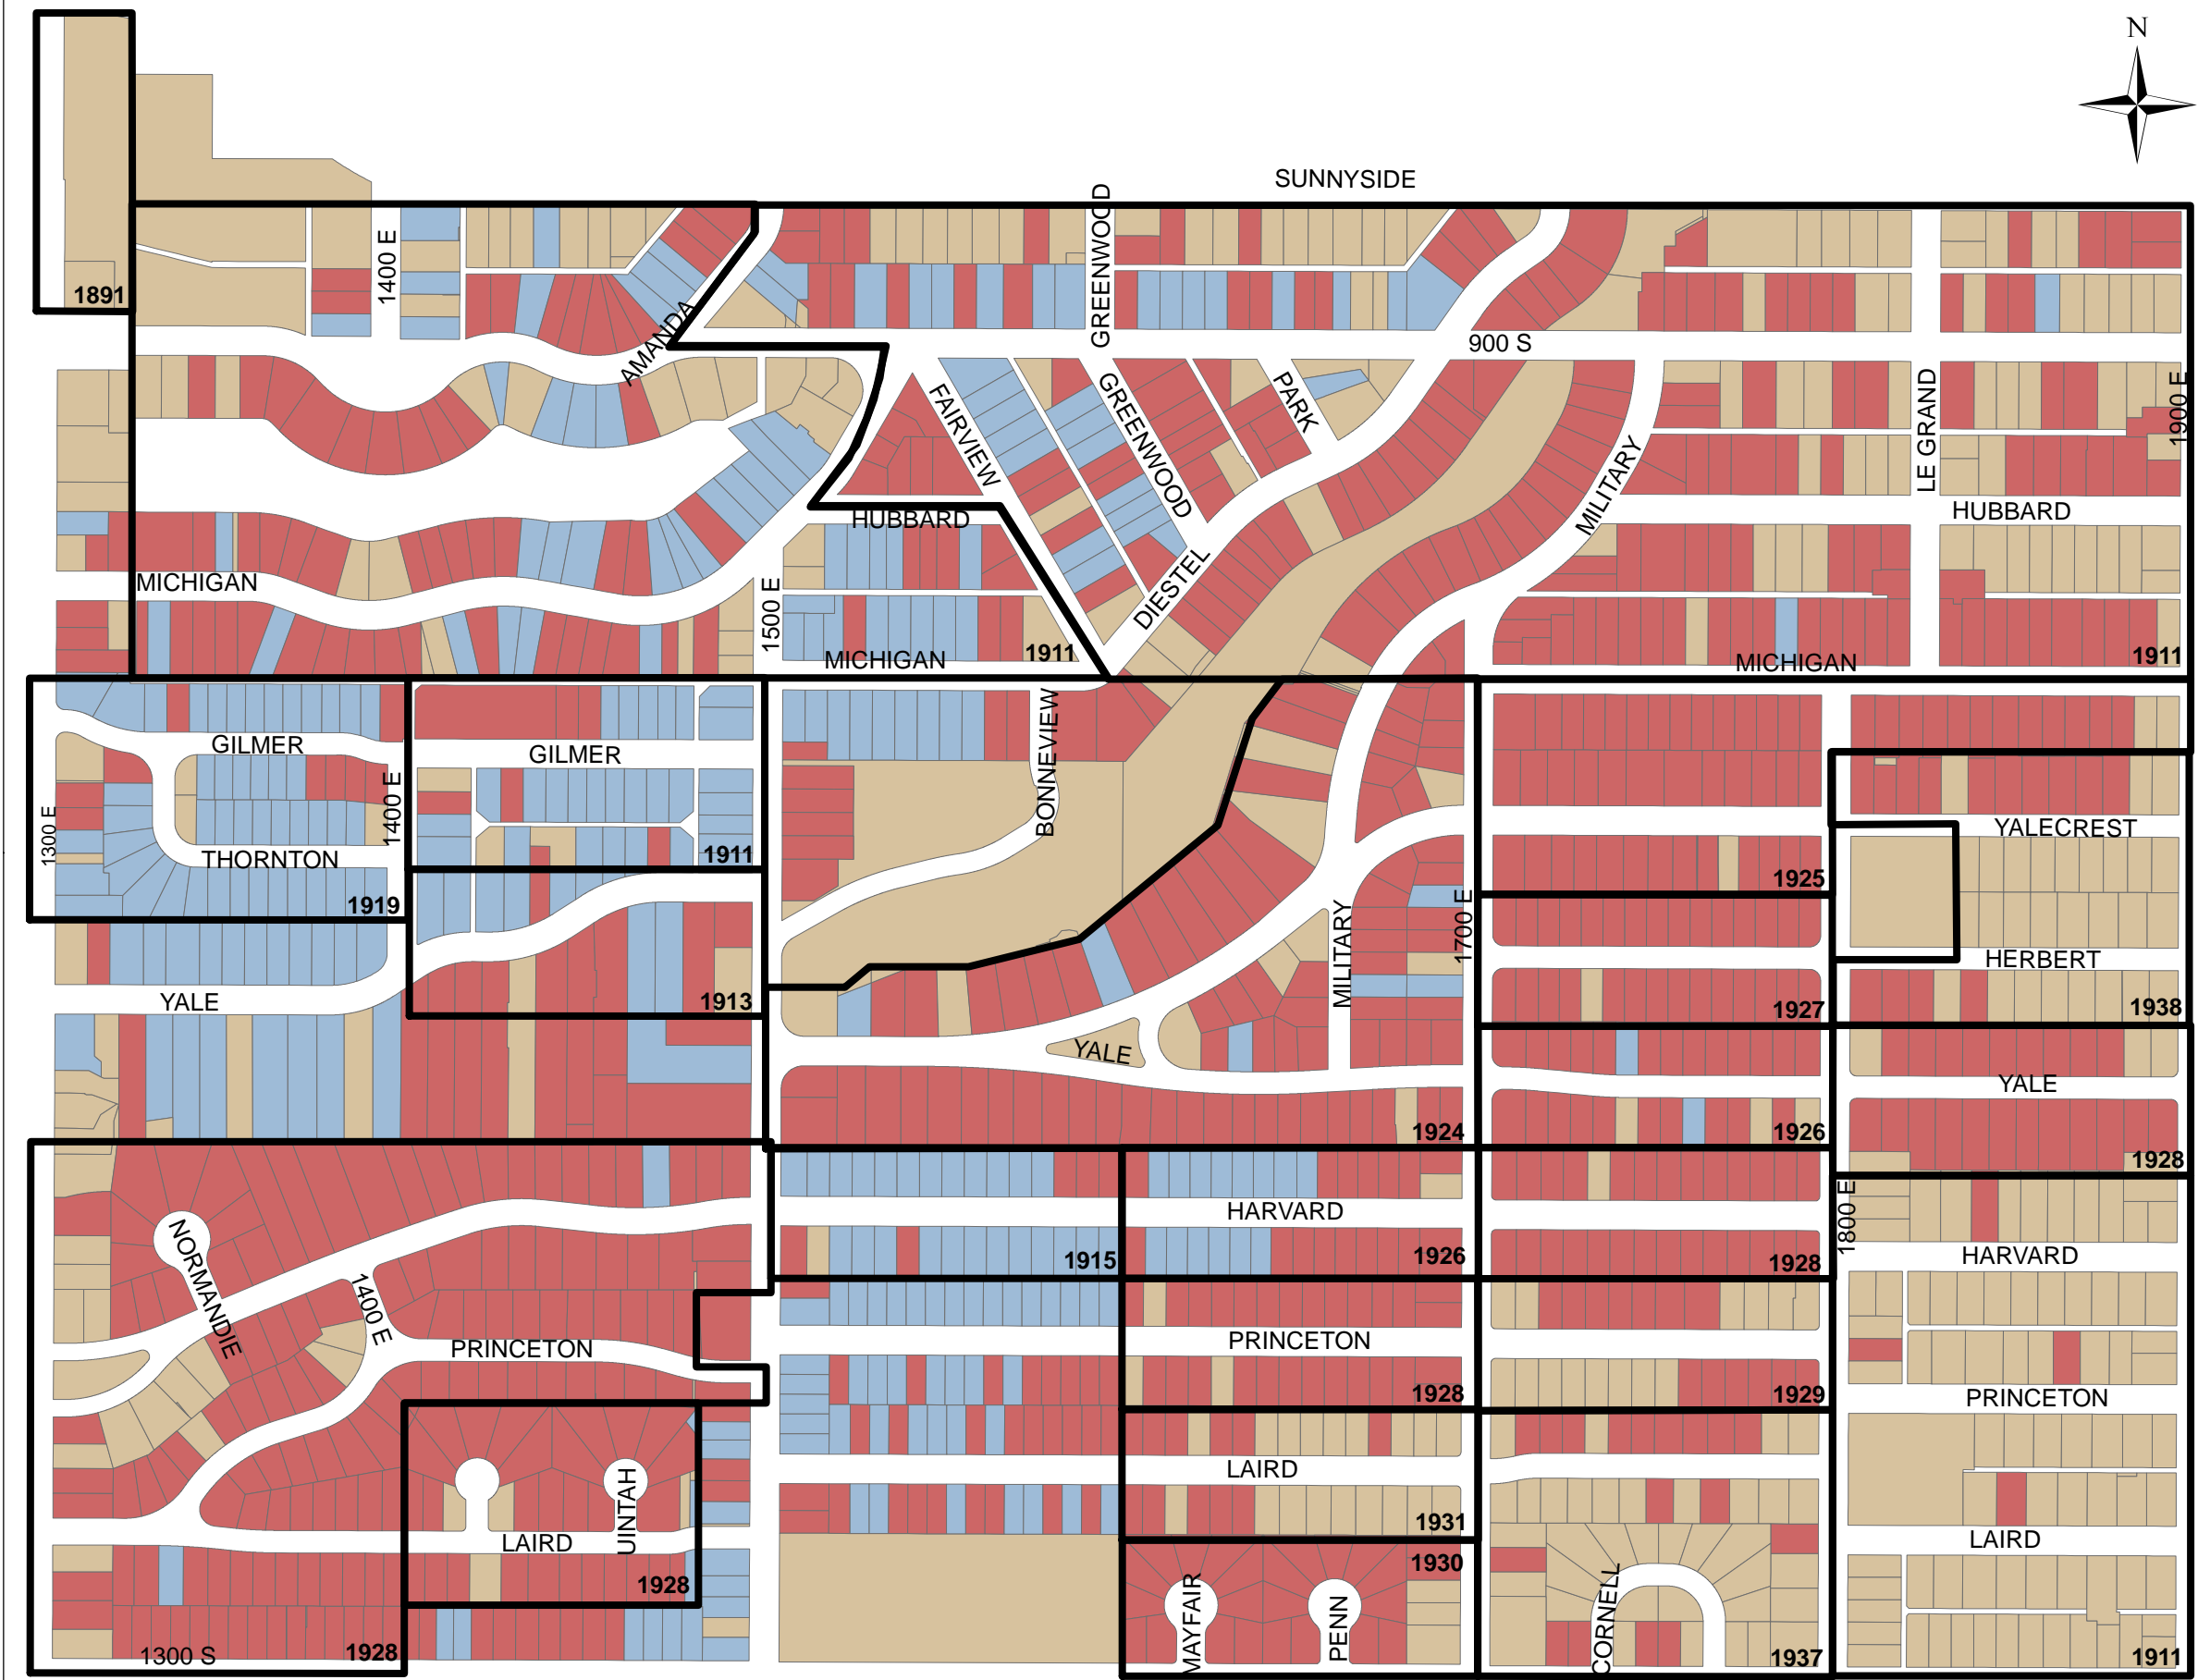 N
SUNNYSIDE
GREENWOOD
1400 E
1891
AMANDA
900 S
FAIRVIEW
GREENWOOD
PARK
LE GRAND
1900 E
MILITARY
HUBBARD
HUBBARD
MICHIGAN
DIESTEL
1500 E
1911
MICHIGAN
MICHIGAN
1911
GILMER
GILMER
BONNEVIEW
1400 E
1300 E
YALECREST
THORNTON
1911
1925
1919
MILITARY
1700 E
HERBERT
YALE
1913
1927
1938
YALE
YALE
1924
1926
1928
NORMANDIE
HARVARD
1800 E
HARVARD
1915
1926
1928
1400 E
PRINCETON
PRINCETON
1928
1929
PRINCETON
LAIRD
UINTAH
LAIRD
1931
LAIRD
1928
1930
MAYFAIR
PENN
CORNELL
1300 S
1928
1937
1911